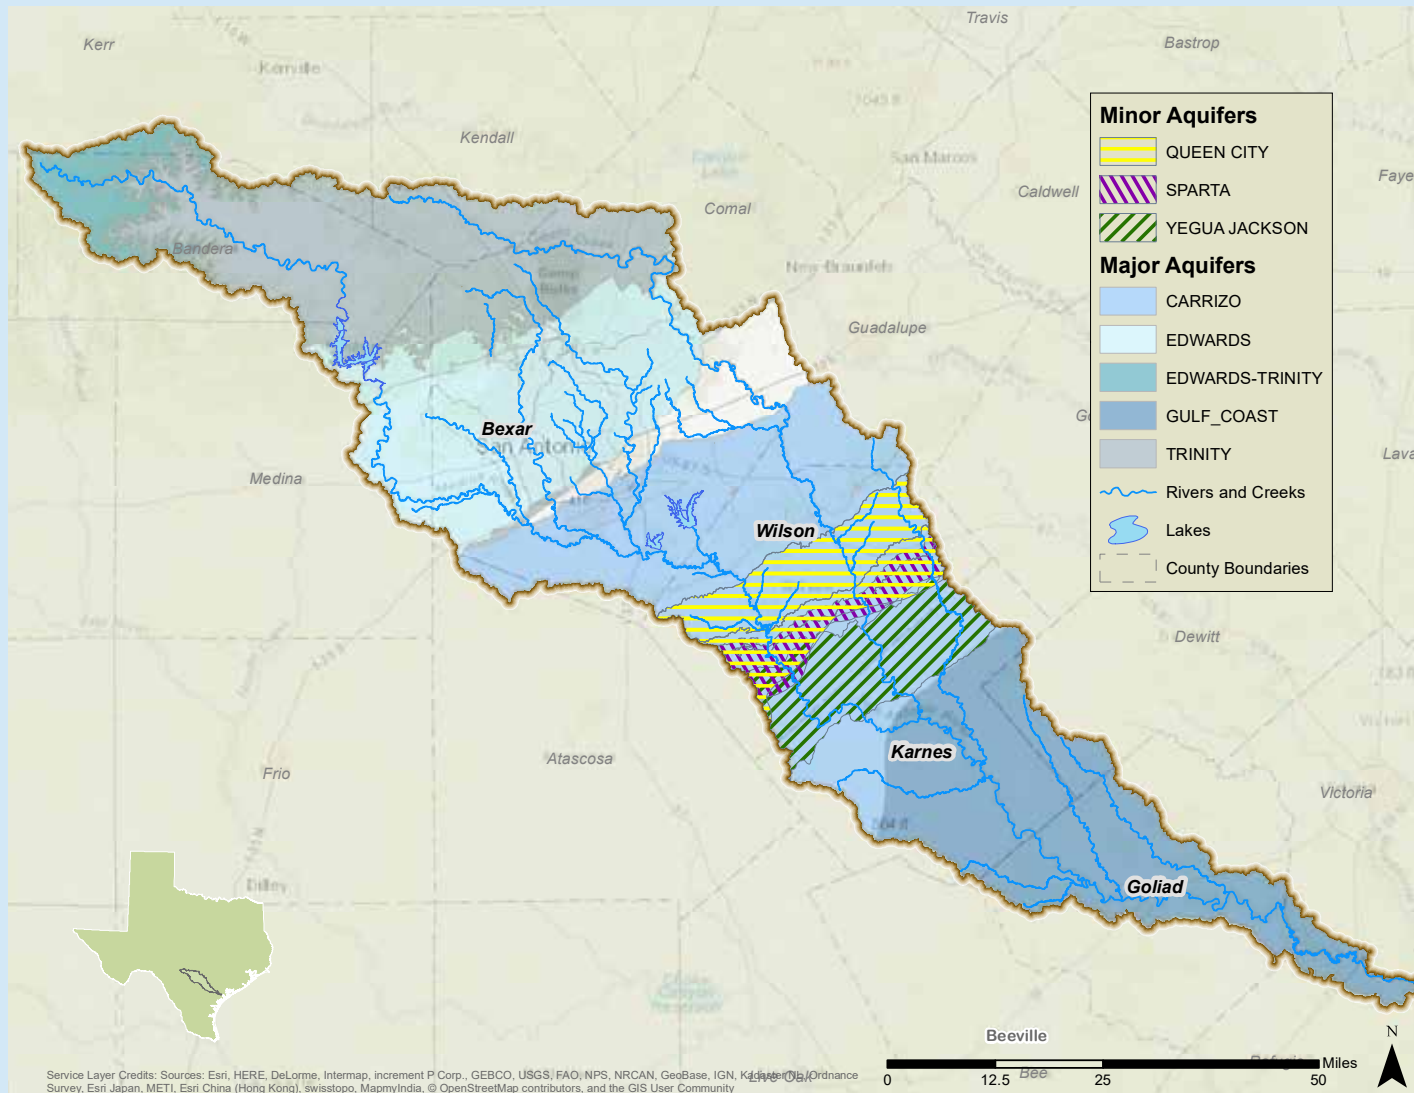 Travis
Kerr
Bastrop
Kerrville
Kendall
San Marcos
Caldwell
Faye
Comal
Bandera
New Braunfels
Guadalupe
Minor Aquifers
QUEEN CITY
SPARTA
YEGUA JACKSON
Major Aquifers
CARRIZO
EDWARDS
EDWARDS-TRINITY
GULF_COAST
TRINITY
Rivers and Creeks
Lakes
County Boundaries
Bexar
San Antonio
Medina
Lava
Wilson
Dewitt
Karnes
Atascosa
Frio
Victoria
Dilley
Goliad
Beeville
Refugio
Bee
Live Oak
N
Miles
0 12.5 25 50
Service Layer Credits: Sources: Esri, HERE, DeLorme, Intermap, increment P Corp., GEBCO, USGS, FAO, NPS, NRCAN, GeoBase, IGN, Kadaster NL, Ordnance
Survey, Esri Japan, METI, Esri China (Hong Kong), swisstopo, MapmyIndia, © OpenStreetMap contributors, and the GIS User Community